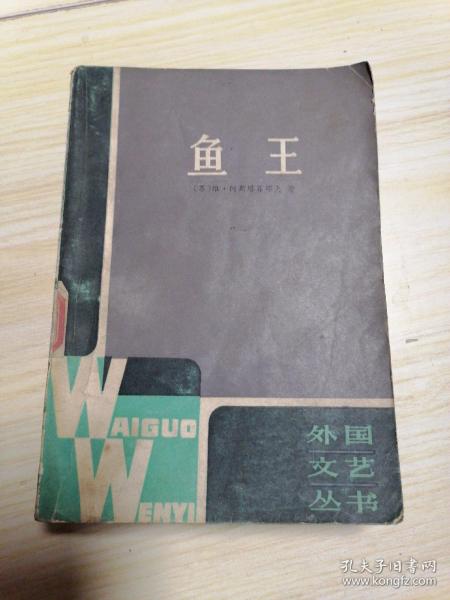 鱼王
〔苏〕维·阿斯塔菲耶夫 著
WAIGUO
WENYI
外国
文艺
丛书
孔夫子旧书网
www.kongfz.com